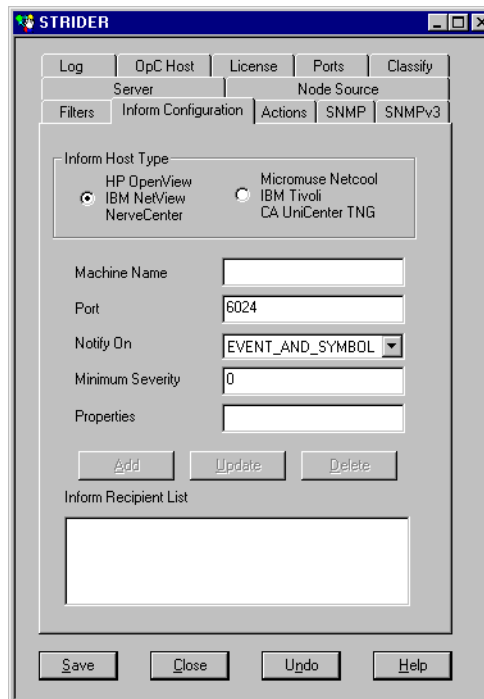 STRIDER
Log OpC Host License Ports Classify
Server Node Source
Filters Inform Configuration Actions SNMP SNMPv3
Inform Host Type
HP OpenView
IBM NetView
NerveCenter
Micromuse Netcool
IBM Tivoli
CA UniCenter TNG
Machine Name
Port 6024
Notify On EVENT_AND_SYMBOL
Minimum Severity 0
Properties
Add Update Delete
Inform Recipient List
Save Close Undo Help